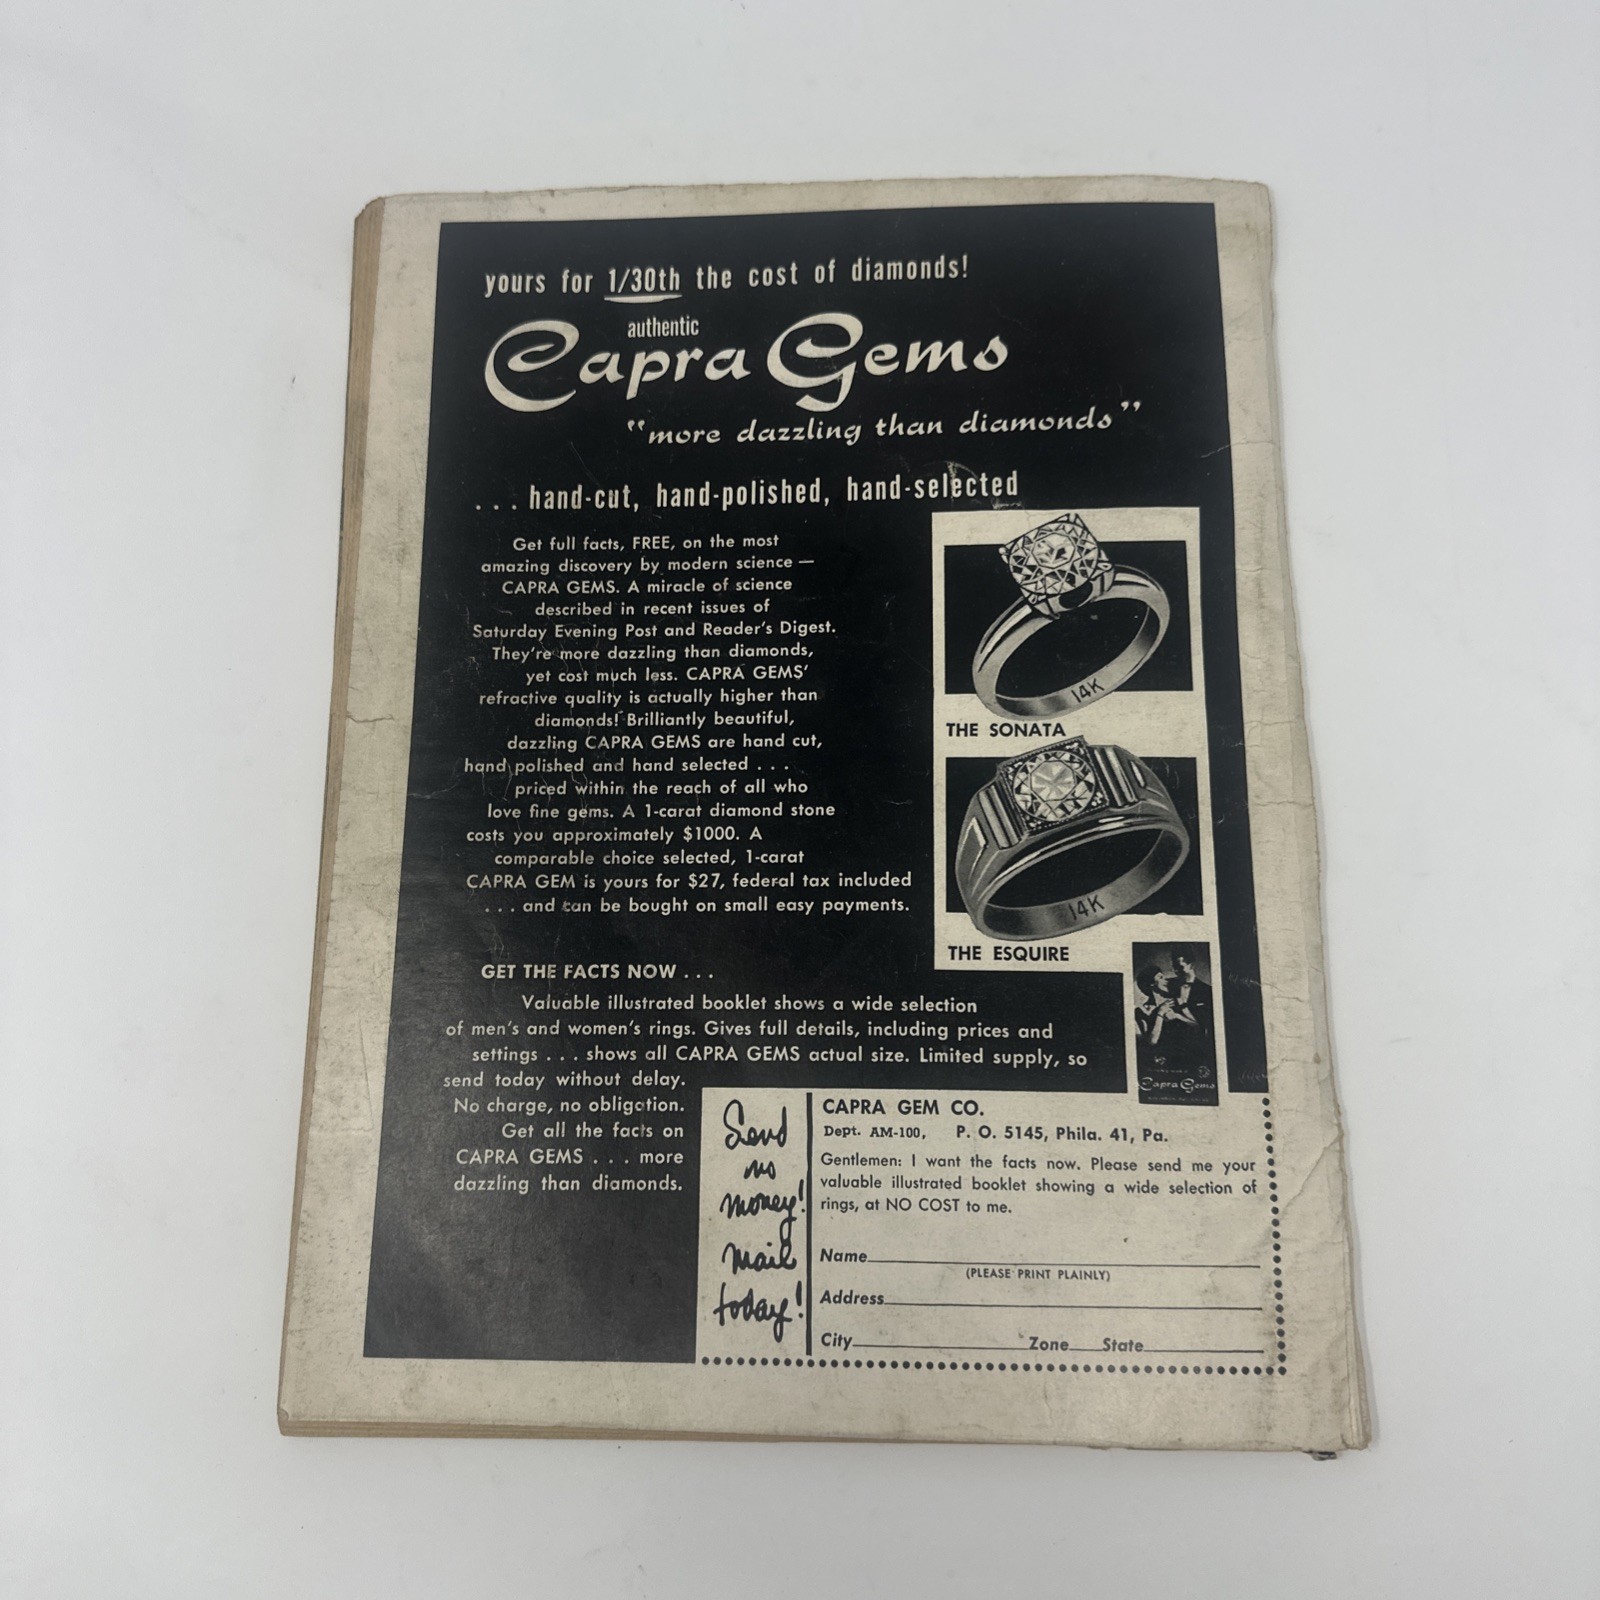 yours for 1/30th the cost of diamonds!
authentic
Capra Gems
"more dazzling than diamonds"
... hand-cut, hand-polished, hand-selected
Get full facts, FREE, on the most
amazing discovery by modern science —
CAPRA GEMS. A miracle of science
described in recent issues of
Saturday Evening Post and Reader's Digest.
They're more dazzling than diamonds,
yet cost much less. CAPRA GEMS'
refractive quality is actually higher than
diamonds! Brilliantly beautiful,
dazzling CAPRA GEMS are hand cut,
hand polished and hand selected ...
priced within the reach of all who
love fine gems. A 1-carat diamond stone
costs you approximately $1000. A
comparable choice selected, 1-carat
CAPRA GEM is yours for $27, federal tax included
... and can be bought on small easy payments.
14K
THE SONATA
14K
THE ESQUIRE
GET THE FACTS NOW ...
Valuable illustrated booklet shows a wide selection
of men's and women's rings. Gives full details, including prices and
settings ... shows all CAPRA GEMS actual size. Limited supply, so
send today without delay.
No charge, no obligation.
Get all the facts on
CAPRA GEMS ... more
dazzling than diamonds.
Capra Gems
Send
no
money!
Mail
today!
CAPRA GEM CO.
Dept. AM-100, P. O. 5145, Phila. 41, Pa.
Gentlemen: I want the facts now. Please send me your
valuable illustrated booklet showing a wide selection of
rings, at NO COST to me.
Name
(PLEASE PRINT PLAINLY)
Address
City Zone State